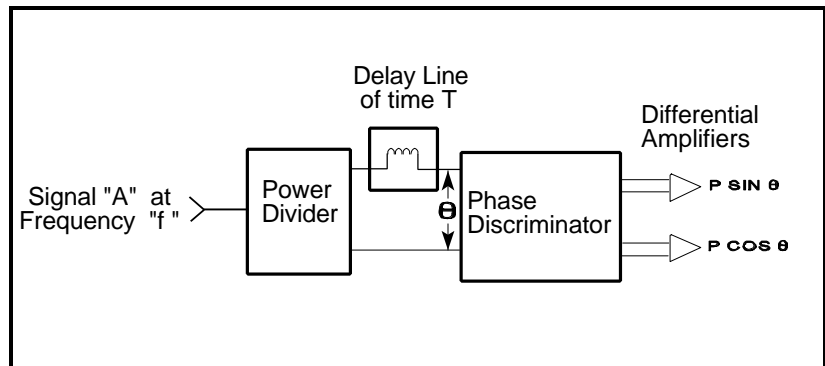 Delay Line
of time T
Differential
Amplifiers
Signal "A" at
Frequency "f "
Power
Divider
θ
Phase
Discriminator
P SIN θ
P COS θ